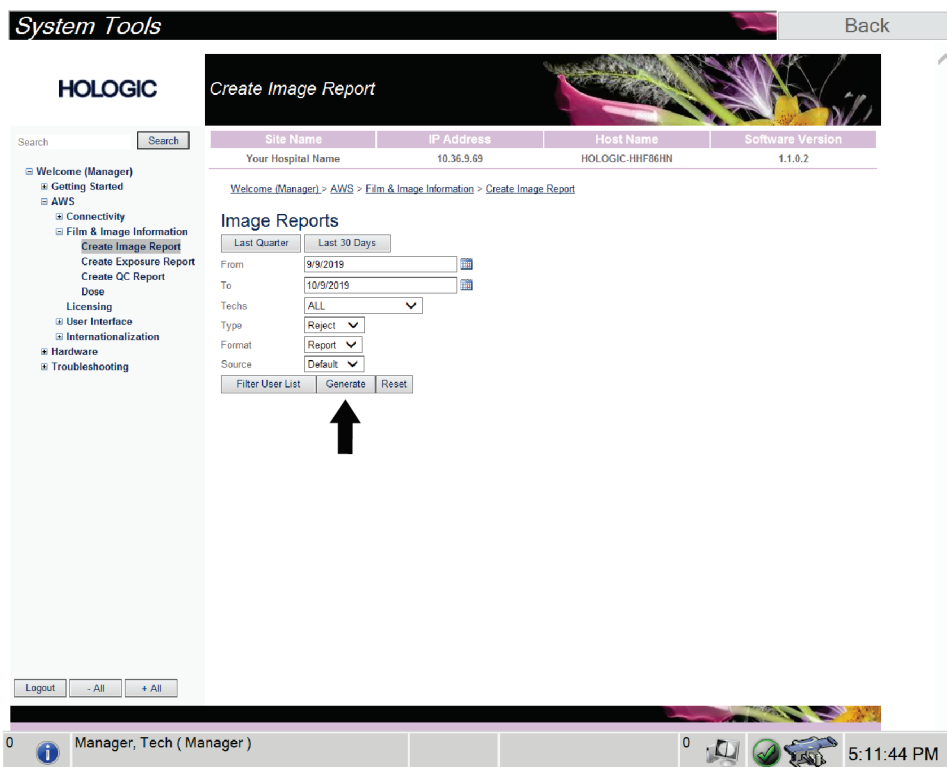 System Tools
Back
HOLOGIC
Create Image Report
Search
Search
Site Name IP Address Host Name Software Version
Your Hospital Name 10.36.9.69 HOLOGIC-HHF86HN 1.1.0.2
Welcome (Manager)
Getting Started
AWS
Connectivity
Film & Image Information
Create Image Report
Create Exposure Report
Create QC Report
Dose
Licensing
User Interface
Internationalization
Hardware
Troubleshooting
Welcome (Manager) > AWS > Film & Image Information > Create Image Report
Image Reports
Last Quarter Last 30 Days
From 9/9/2019
To 10/9/2019
Techs ALL
Type Reject
Format Report
Source Default
Filter User List Generate Reset
Logout - All + All
0 Manager, Tech ( Manager ) 0 5:11:44 PM